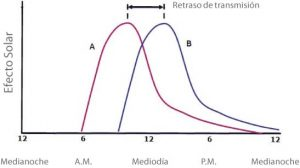 Retraso de transmisión
A
B
Efecto Solar
12 6 12 6 12
Medianoche A.M. Mediodía P.M. Medianoche